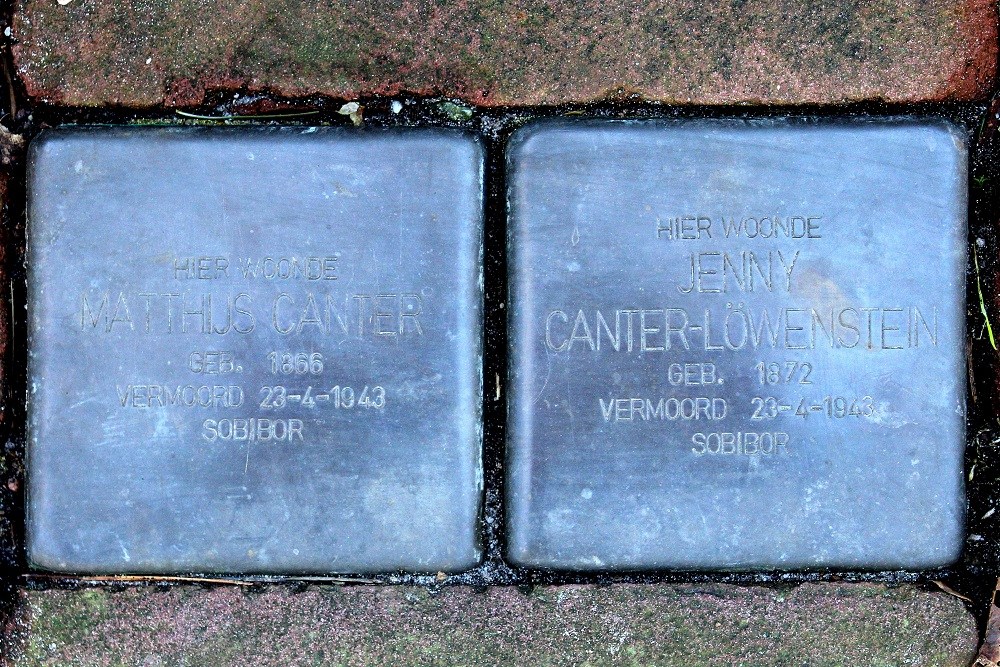 HIER WOONDE
MATTHIJS CANTER
GEB. 1866
VERMOORD 23-4-1943
SOBIBOR
HIER WOONDE
JENNY
CANTER-LÖWENSTEIN
GEB. 1872
VERMOORD 23-4-1943
SOBIBOR